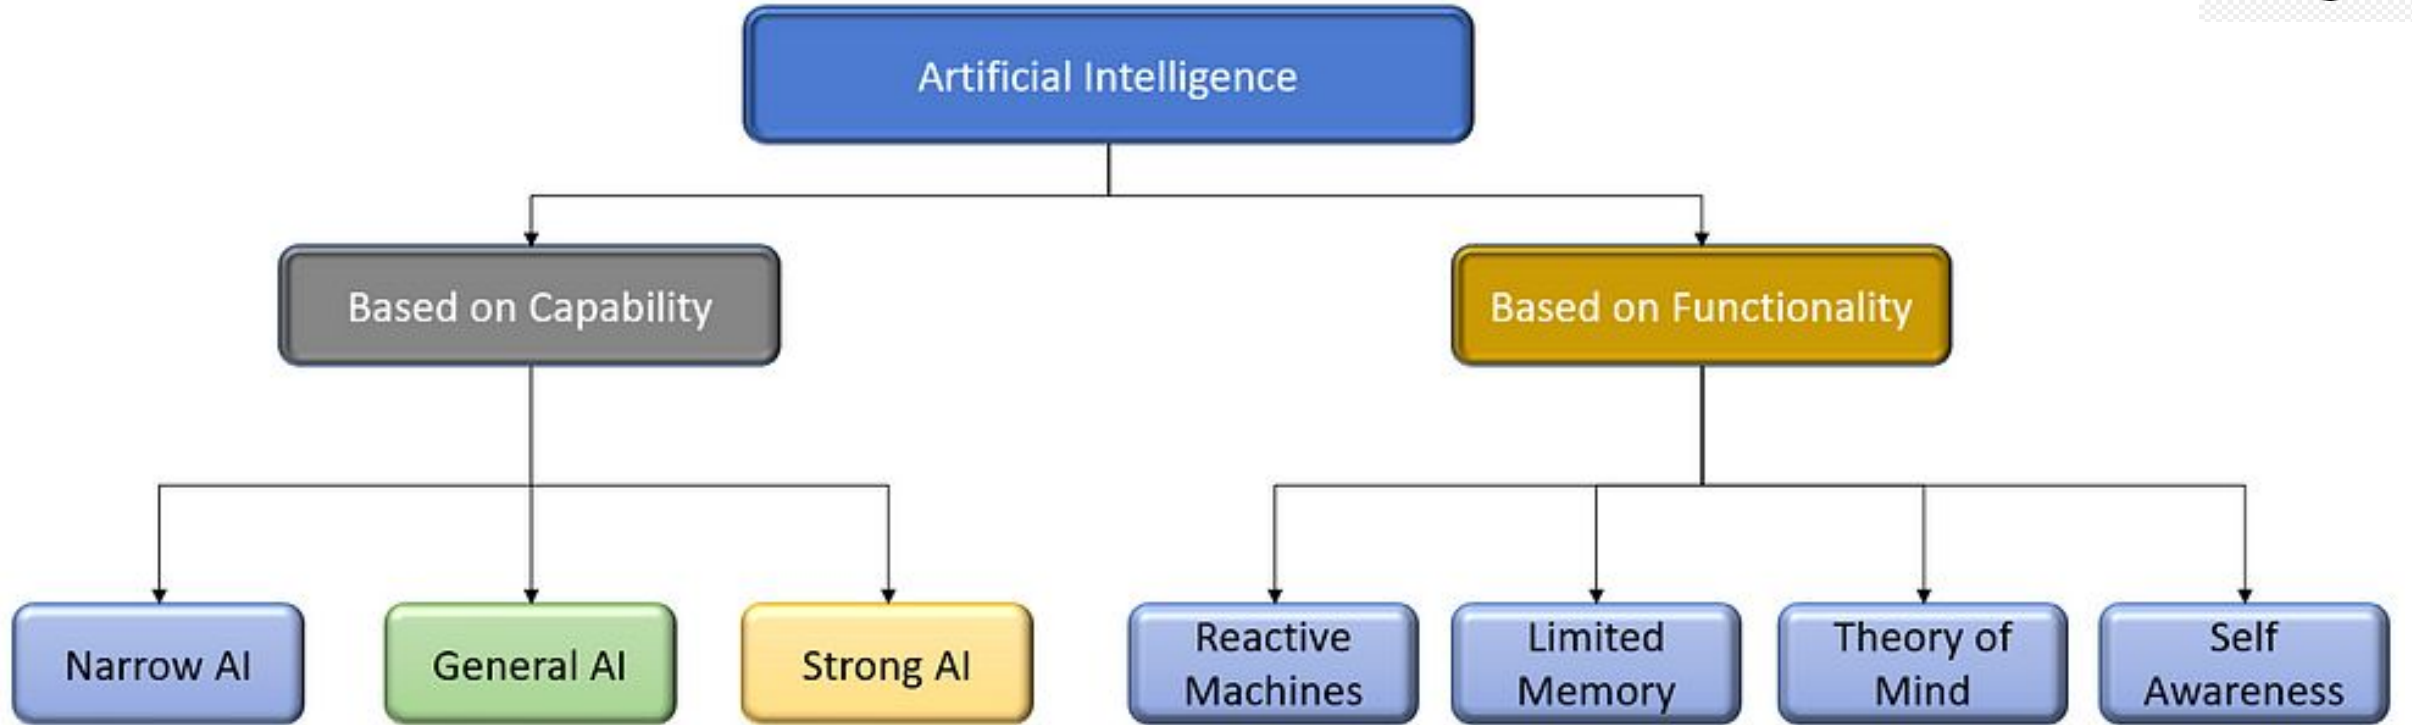 Artificial Intelligence
Based on Capability
Based on Functionality
Narrow AI
General AI
Strong AI
Reactive
Machines
Limited
Memory
Theory of
Mind
Self
Awareness